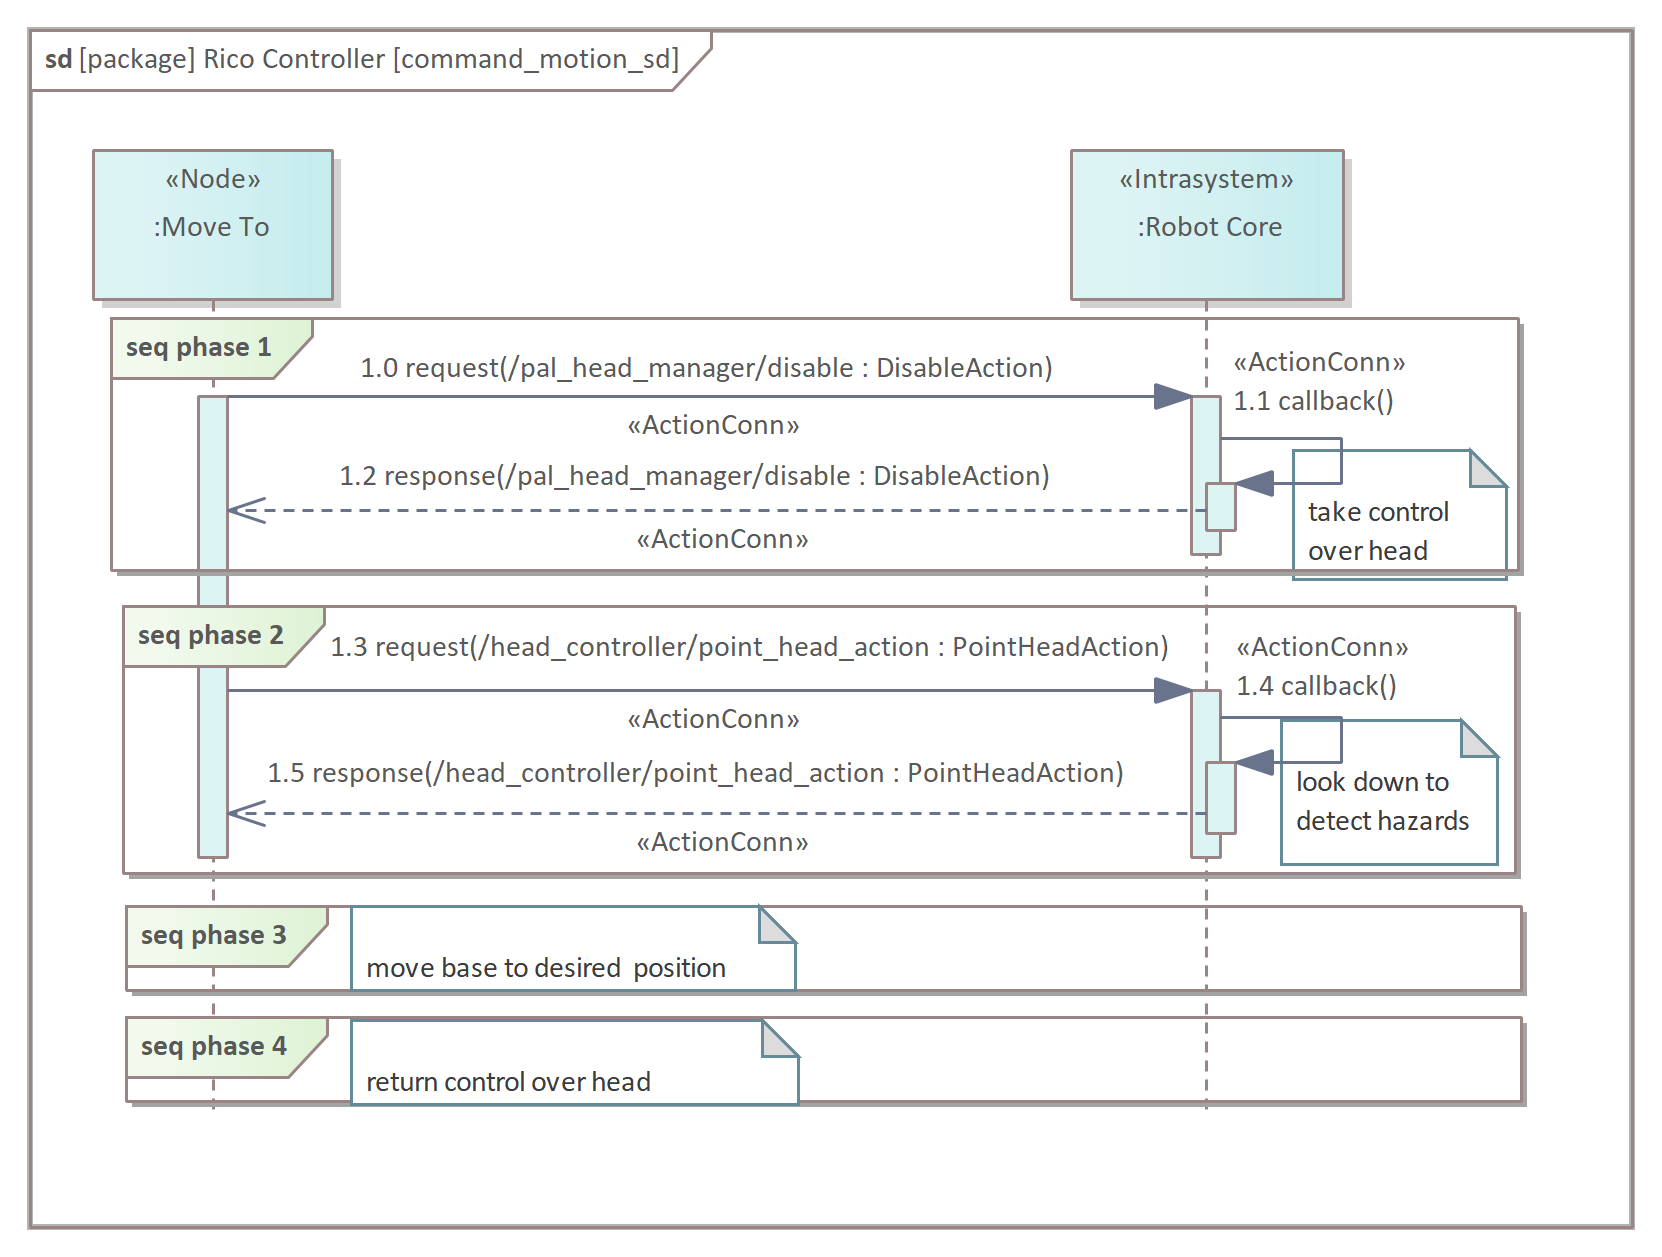 sd [package] Rico Controller [command_motion_sd]
«Node»
:Move To
«Intrasystem»
:Robot Core
seq phase 1
1.0 request(/pal_head_manager/disable : DisableAction)
«ActionConn»
«ActionConn»
1.1 callback()
1.2 response(/pal_head_manager/disable : DisableAction)
«ActionConn»
take control
over head
seq phase 2
1.3 request(/head_controller/point_head_action : PointHeadAction)
«ActionConn»
«ActionConn»
1.4 callback()
1.5 response(/head_controller/point_head_action : PointHeadAction)
«ActionConn»
look down to
detect hazards
seq phase 3
move base to desired  position
seq phase 4
return control over head